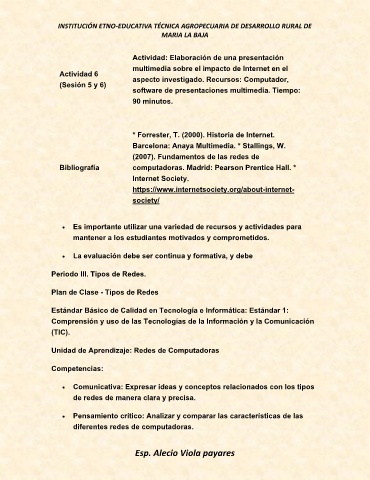 INSTITUCIÓN ETNO-EDUCATIVA TÉCNICA AGROPECUARIA DE DESARROLLO RURAL DE
MARIA LA BAJA
Actividad 6
(Sesión 5 y 6)
Actividad: Elaboración de una presentación
multimedia sobre el impacto de Internet en el
aspecto investigado. Recursos: Computador,
software de presentaciones multimedia. Tiempo:
90 minutos.
Bibliografía
* Forrester, T. (2000). Historia de Internet.
Barcelona: Anaya Multimedia. * Stallings, W.
(2007). Fundamentos de las redes de
computadoras. Madrid: Pearson Prentice Hall. *
Internet Society.
https://www.internetsociety.org/about-internet-
society/
• Es importante utilizar una variedad de recursos y actividades para
mantener a los estudiantes motivados y comprometidos.
• La evaluación debe ser continua y formativa, y debe
Periodo III. Tipos de Redes.
Plan de Clase - Tipos de Redes
Estándar Básico de Calidad en Tecnología e Informática: Estándar 1:
Comprensión y uso de las Tecnologías de la Información y la Comunicación
(TIC).
Unidad de Aprendizaje: Redes de Computadoras
Competencias:
• Comunicativa: Expresar ideas y conceptos relacionados con los tipos
de redes de manera clara y precisa.
• Pensamiento crítico: Analizar y comparar las características de las
diferentes redes de computadoras.
Esp. Alecio Viola payares